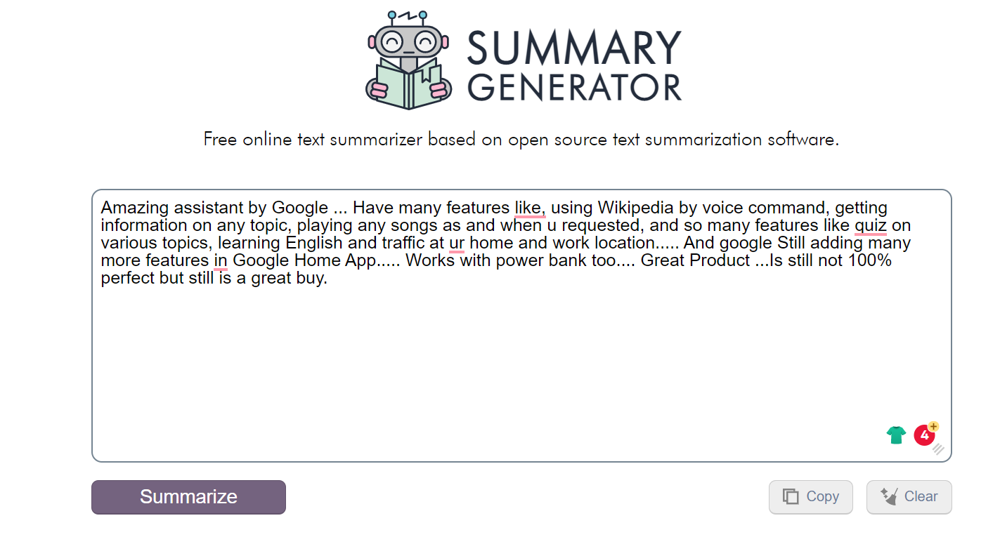 SUMMARY
GENERATOR
Free online text summarizer based on open source text summarization software.
Amazing assistant by Google ... Have many features like, using Wikipedia by voice command, getting
information on any topic, playing any songs as and when u requested, and so many features like quiz on
various topics, learning English and traffic at ur home and work location..... And google Still adding many
more features in Google Home App..... Works with power bank too.... Great Product ...Is still not 100%
perfect but still is a great buy.
4
+
Summarize
Copy
Clear